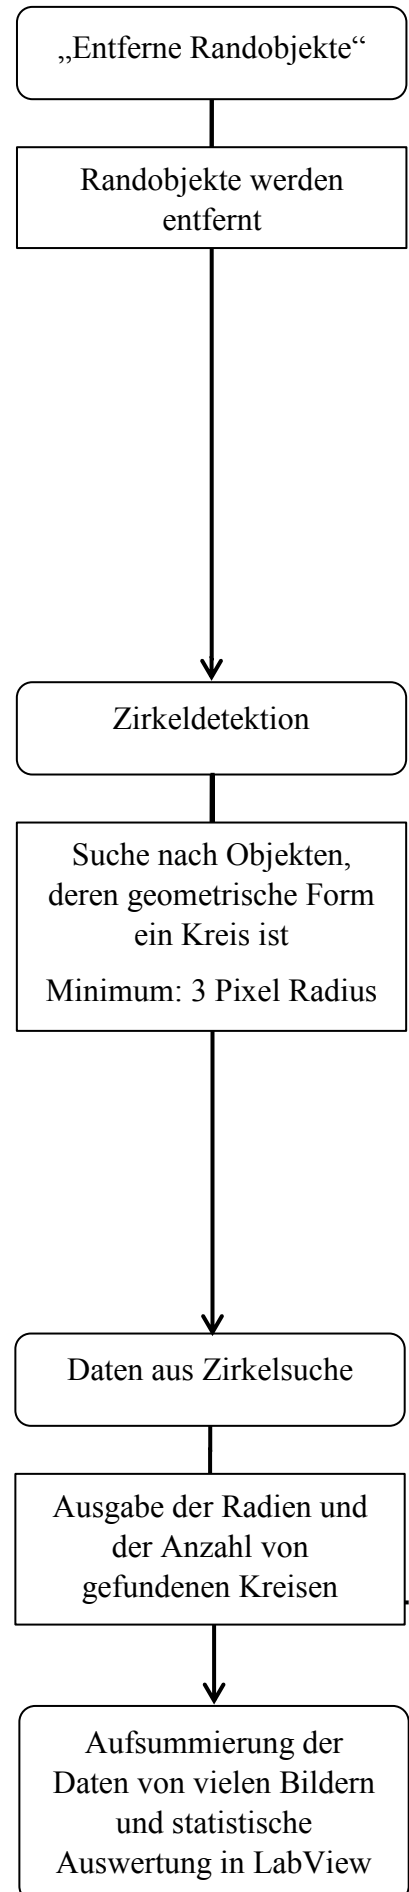 „Entferne Randobjekte“
Randobjekte werden
entfernt
Zirkeldetektion
Suche nach Objekten,
deren geometrische Form
ein Kreis ist
Minimum: 3 Pixel Radius
Daten aus Zirkelsuche
Ausgabe der Radien und
der Anzahl von
gefundenen Kreisen
Aufsummierung der
Daten von vielen Bildern
und statistische
Auswertung in LabView